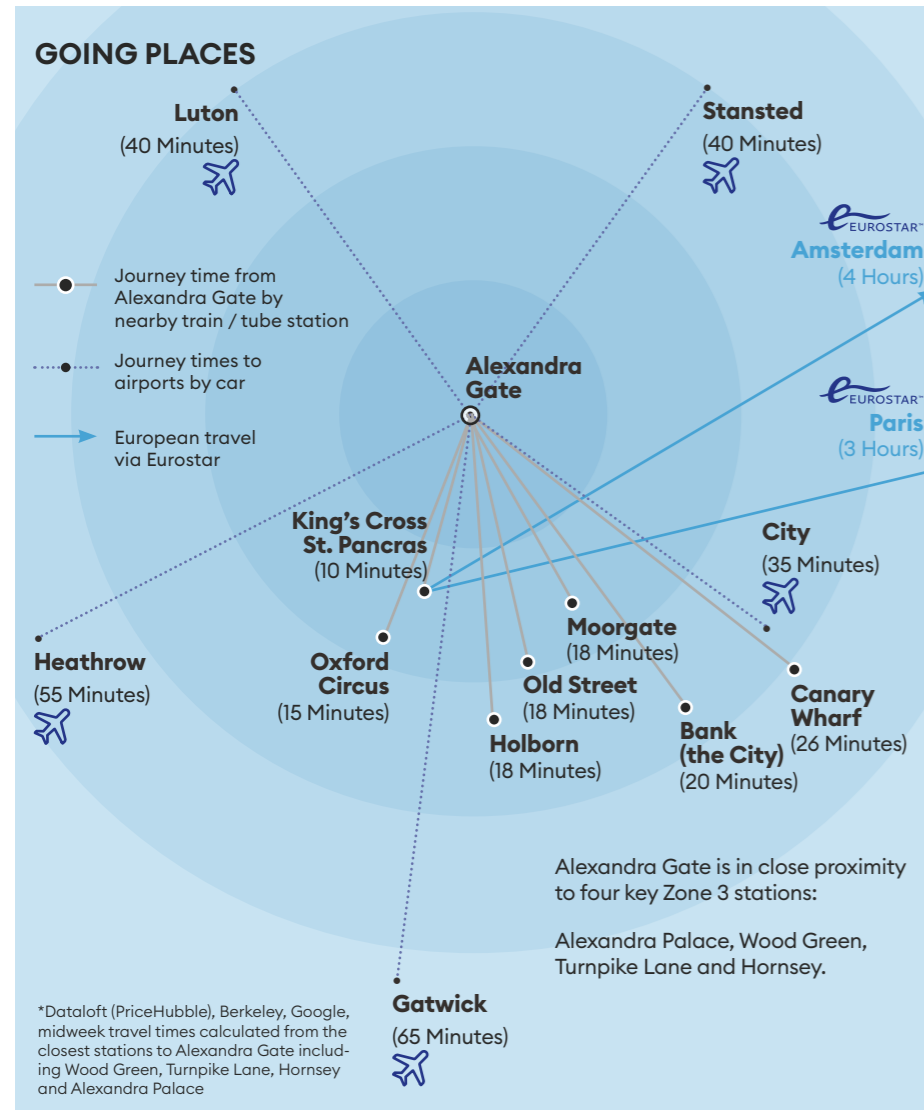 GOING PLACES
Luton
(40 Minutes)
Stansted
(40 Minutes)
e EUROSTAR™
Amsterdam
(4 Hours)
Journey time from
Alexandra Gate by
nearby train / tube station
Journey times to
airports by car
European travel
via Eurostar
Alexandra
Gate
e EUROSTAR™
Paris
(3 Hours)
King's Cross
St. Pancras
(10 Minutes)
City
(35 Minutes)
Heathrow
(55 Minutes)
Oxford
Circus
(15 Minutes)
Moorgate
(18 Minutes)
Old Street
(18 Minutes)
Holborn
(18 Minutes)
Bank
(the City)
(20 Minutes)
Canary
Wharf
(26 Minutes)
Alexandra Gate is in close proximity
to four key Zone 3 stations:
Alexandra Palace, Wood Green,
Turnpike Lane and Hornsey.
Gatwick
(65 Minutes)
*Dataloft (PriceHubble), Berkeley, Google,
midweek travel times calculated from the
closest stations to Alexandra Gate includ-
ing Wood Green, Turnpike Lane, Hornsey
and Alexandra Palace